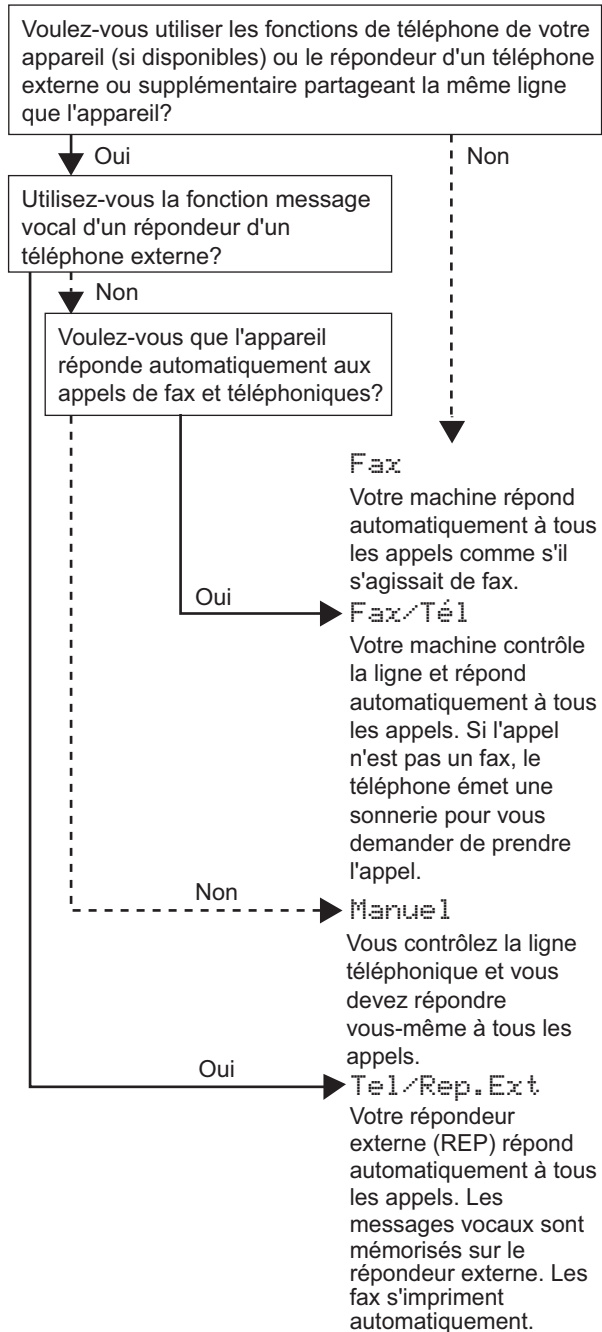 Voulez-vous utiliser les fonctions de téléphone de votre
appareil (si disponibles) ou le répondeur d'un téléphone
externe ou supplémentaire partageant la même ligne
que l'appareil?
Oui
Non
Utilisez-vous la fonction message
vocal d'un répondeur d'un
téléphone externe?
Non
Voulez-vous que l'appareil
réponde automatiquement aux
appels de fax et téléphoniques?
Fax
Votre machine répond
automatiquement à tous
les appels comme s'il
s'agissait de fax.
Oui
Fax/Tél
Votre machine contrôle
la ligne et répond
automatiquement à tous
les appels. Si l'appel
n'est pas un fax, le
téléphone émet une
sonnerie pour vous
demander de prendre
l'appel.
Non
Manuel
Vous contrôlez la ligne
téléphonique et vous
devez répondre
vous-même à tous les
appels.
Oui
Tel/Rep.Ext
Votre répondeur
externe (REP) répond
automatiquement à tous
les appels. Les
messages vocaux sont
mémorisés sur le
répondeur externe. Les
fax s'impriment
automatiquement.